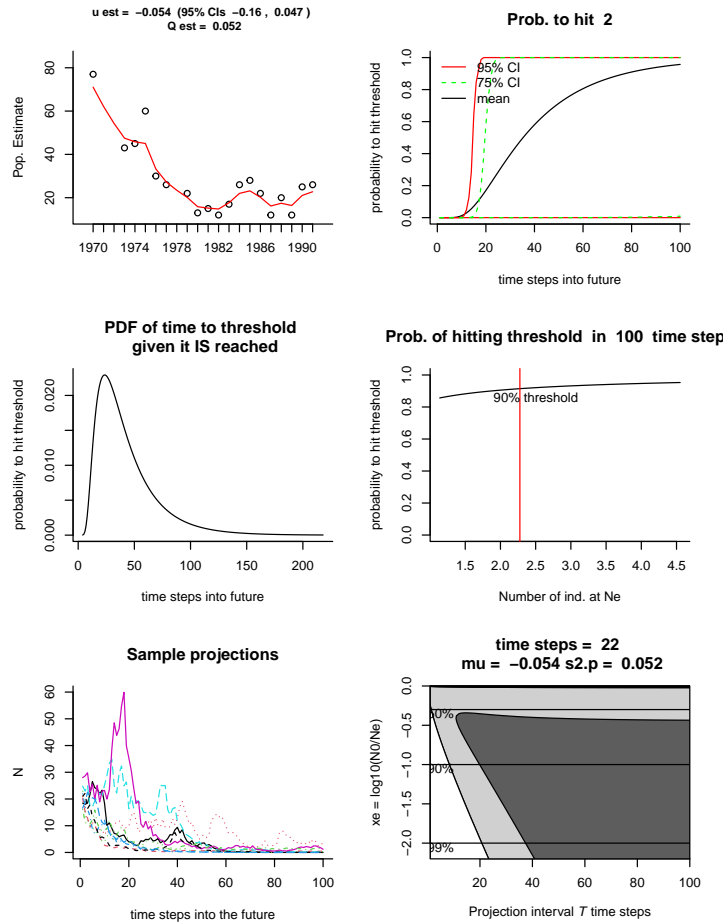 u est = −0.054 (95% CIs −0.16 , 0.047 )
Q est = 0.052
Pop. Estimate
80
60
40
20
1970 1974 1978 1982 1986 1990
Prob. to hit 2
probability to hit threshold
1.0
0.8
0.6
0.4
0.2
0.0
95% CI
75% CI
mean
0 20 40 60 80 100
time steps into future
PDF of time to threshold
given it IS reached
probability to hit threshold
0.020
0.010
0.000
0 50 100 150 200
time steps into future
Prob. of hitting threshold in 100 time step
probability to hit threshold
1.0
0.8
0.6
0.4
0.2
0.0
90% threshold
1.5 2.0 2.5 3.0 3.5 4.0 4.5
Number of ind. at Ne
Sample projections
N
60
50
40
30
20
10
0
0 20 40 60 80 100
time steps into the future
time steps = 22
mu = −0.054 s2.p = 0.052
xe = log10(N0/Ne)
0.0
−0.5
−1.0
−1.5
−2.0
90%
99%
20 40 60 80 100
Projection interval T time steps